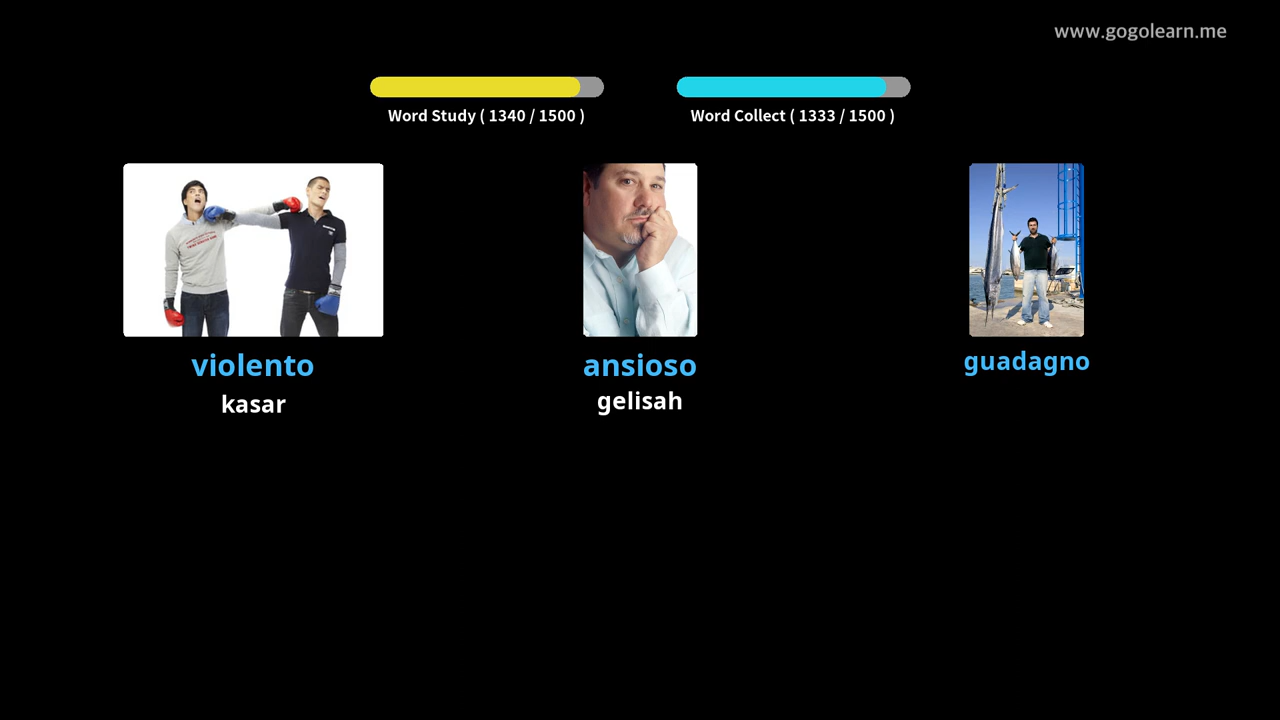 www.gogolearn.me
Word Study ( 1340 / 1500 )
Word Collect ( 1333 / 1500 )
violento
kasar
ansioso
gelisah
guadagno